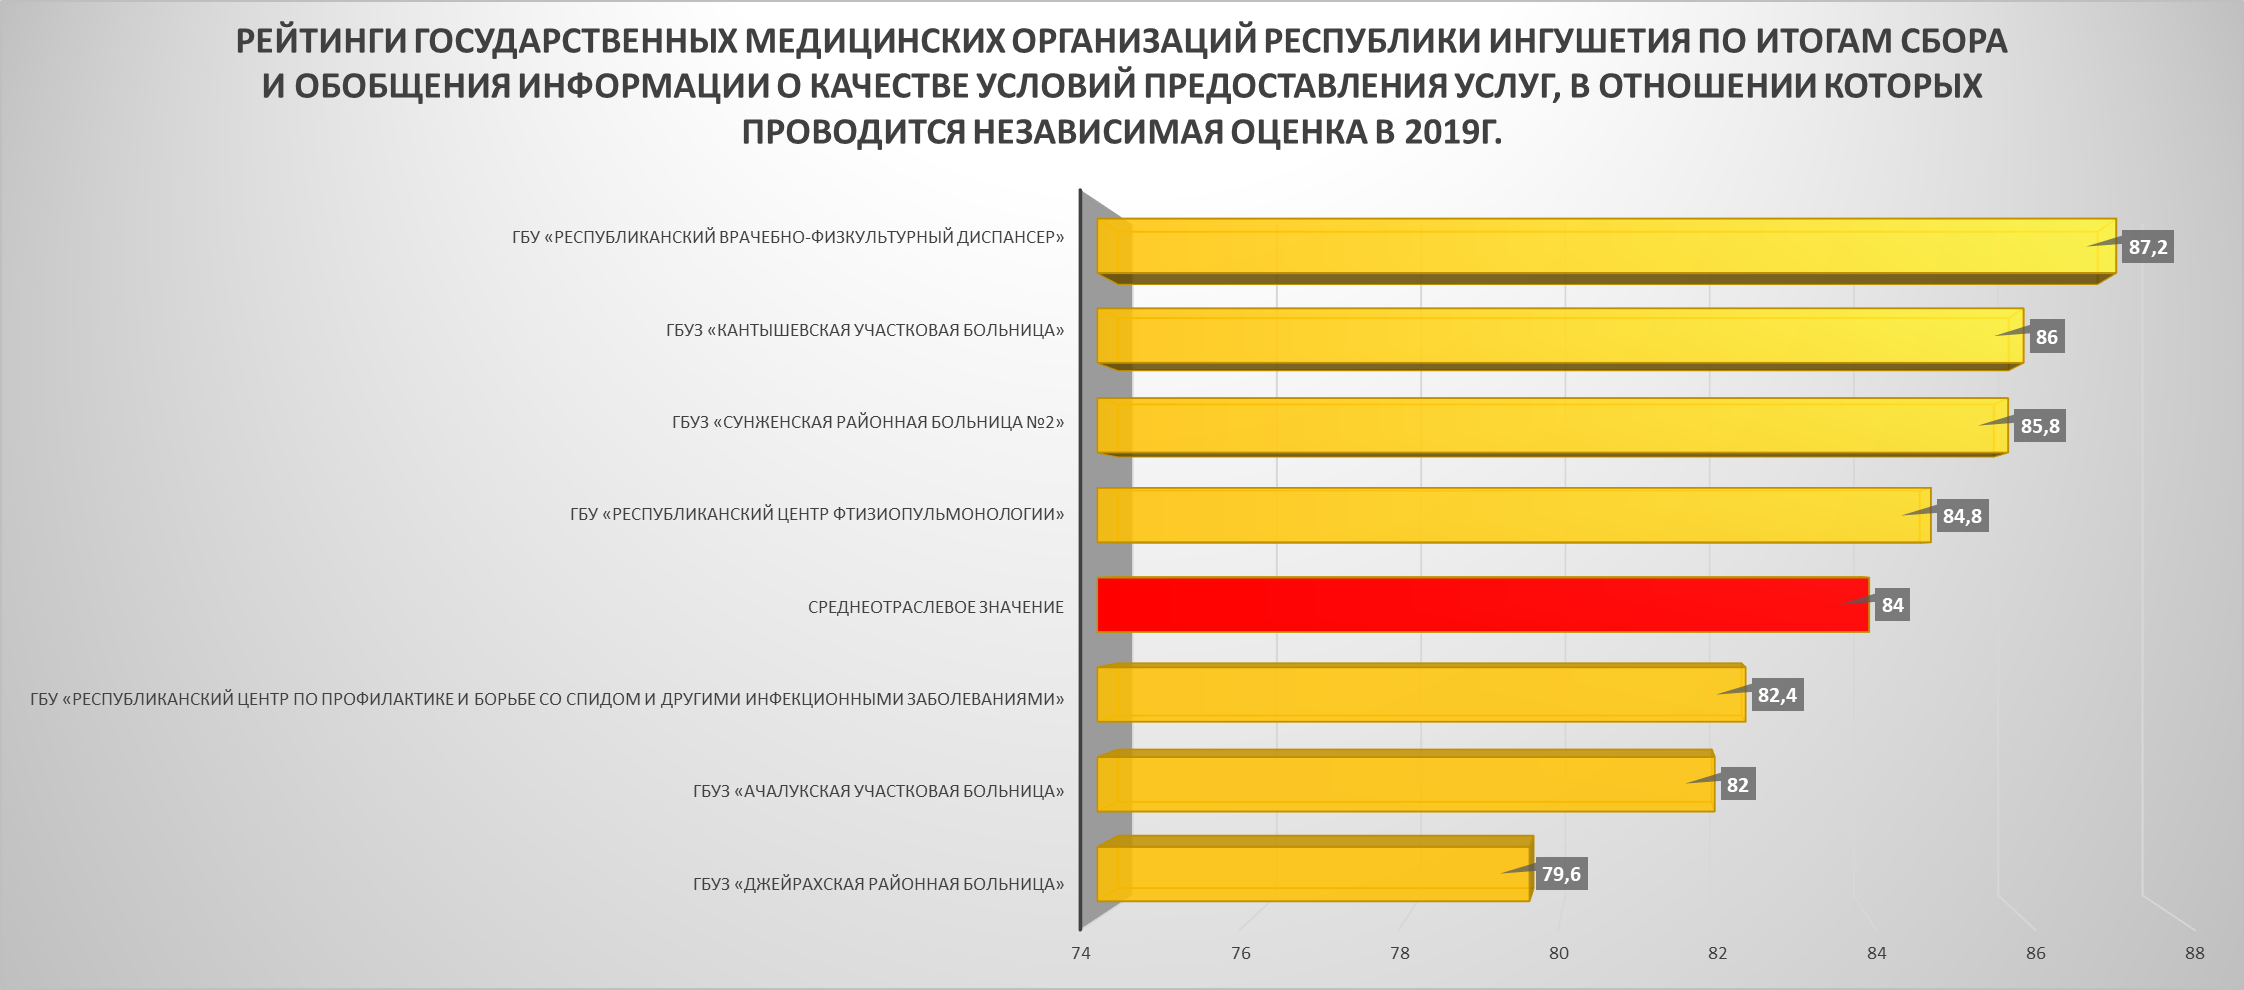 РЕЙТИНГИ ГОСУДАРСТВЕННЫХ МЕДИЦИНСКИХ ОРГАНИЗАЦИЙ РЕСПУБЛИКИ ИНГУШЕТИЯ ПО ИТОГАМ СБОРА
И ОБОБЩЕНИЯ ИНФОРМАЦИИ О КАЧЕСТВЕ УСЛОВИЙ ПРЕДОСТАВЛЕНИЯ УСЛУГ, В ОТНОШЕНИИ КОТОРЫХ
ПРОВОДИТСЯ НЕЗАВИСИМАЯ ОЦЕНКА В 2019Г.
ГБУ «РЕСПУБЛИКАНСКИЙ ВРАЧЕБНО-ФИЗКУЛЬТУРНЫЙ ДИСПАНСЕР»
87,2
ГБУЗ «КАНТЫШЕВСКАЯ УЧАСТКОВАЯ БОЛЬНИЦА»
86
ГБУЗ «СУНЖЕНСКАЯ РАЙОННАЯ БОЛЬНИЦА №2»
85,8
ГБУ «РЕСПУБЛИКАНСКИЙ ЦЕНТР ФТИЗИОПУЛЬМОНОЛОГИИ»
84,8
СРЕДНЕОТРАСЛЕВОЕ ЗНАЧЕНИЕ
84
ГБУ «РЕСПУБЛИКАНСКИЙ ЦЕНТР ПО ПРОФИЛАКТИКЕ И БОРЬБЕ СО СПИДОМ И ДРУГИМИ ИНФЕКЦИОННЫМИ ЗАБОЛЕВАНИЯМИ»
82,4
ГБУЗ «АЧАЛУКСКАЯ УЧАСТКОВАЯ БОЛЬНИЦА»
82
ГБУЗ «ДЖЕЙРАХСКАЯ РАЙОННАЯ БОЛЬНИЦА»
79,6
74 76 78 80 82 84 86 88